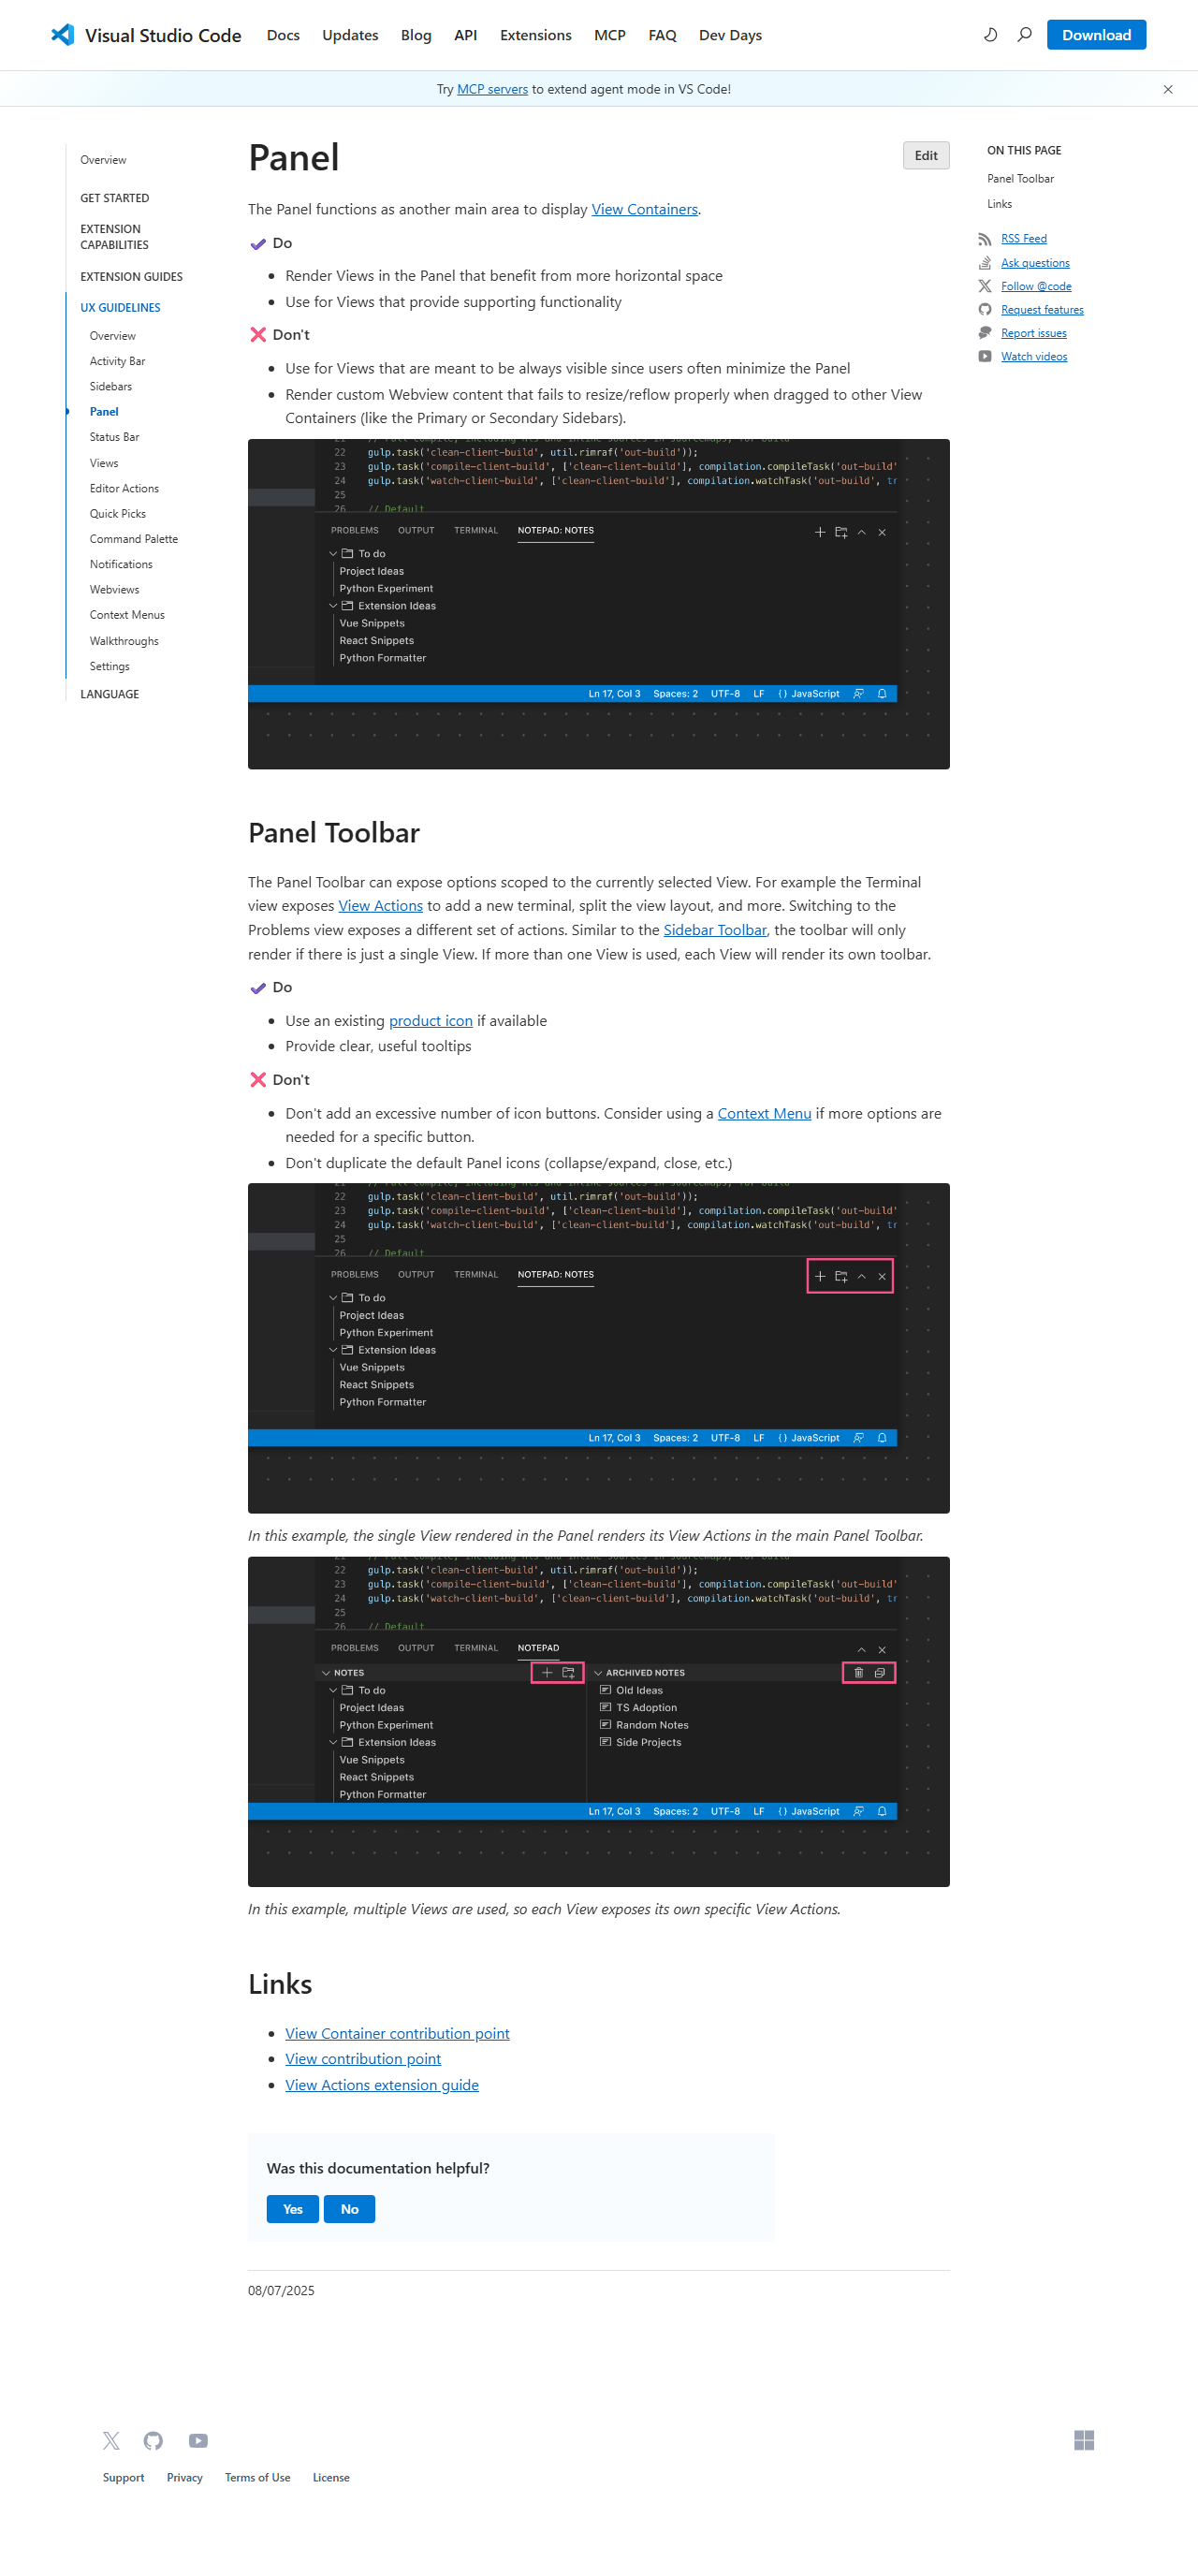 Visual Studio Code
Docs
Updates
Blog
API
Extensions
MCP
FAQ
Dev Days
Download
Try MCP servers to extend agent mode in VS Code!
Overview
GET STARTED
EXTENSION
CAPABILITIES
EXTENSION GUIDES
UX GUIDELINES
Overview
Activity Bar
Sidebars
Panel
Status Bar
Views
Editor Actions
Quick Picks
Command Palette
Notifications
Webviews
Context Menus
Walkthroughs
Settings
LANGUAGE
Panel
Edit
The Panel functions as another main area to display View Containers.
Do
Render Views in the Panel that benefit from more horizontal space
Use for Views that provide supporting functionality
Don't
Use for Views that are meant to be always visible since users often minimize the Panel
Render custom Webview content that fails to resize/reflow properly when dragged to other View
Containers (like the Primary or Secondary Sidebars).
22 gulp.task('clean-client-build', util.rimraf('out-build'));
23 gulp.task('compile-client-build', ['clean-client-build'], compilation.compileTask('out-build'
24 gulp.task('watch-client-build', ['clean-client-build'], compilation.watchTask('out-build', tr
25
26 // Default
PROBLEMS OUTPUT TERMINAL NOTEPAD: NOTES
To do
Project Ideas
Python Experiment
Extension Ideas
Vue Snippets
React Snippets
Python Formatter
Ln 17, Col 3 Spaces: 2 UTF-8 LF () JavaScript
Panel Toolbar
The Panel Toolbar can expose options scoped to the currently selected View. For example the Terminal
view exposes View Actions to add a new terminal, split the view layout, and more. Switching to the
Problems view exposes a different set of actions. Similar to the Sidebar Toolbar, the toolbar will only
render if there is just a single View. If more than one View is used, each View will render its own toolbar.
Do
Use an existing product icon if available
Provide clear, useful tooltips
Don't
Don't add an excessive number of icon buttons. Consider using a Context Menu if more options are
needed for a specific button.
Don't duplicate the default Panel icons (collapse/expand, close, etc.)
22 gulp.task('clean-client-build', util.rimraf('out-build'));
23 gulp.task('compile-client-build', ['clean-client-build'], compilation.compileTask('out-build'
24 gulp.task('watch-client-build', ['clean-client-build'], compilation.watchTask('out-build', tr
25
26 // Default
PROBLEMS OUTPUT TERMINAL NOTEPAD: NOTES
To do
Project Ideas
Python Experiment
Extension Ideas
Vue Snippets
React Snippets
Python Formatter
Ln 17, Col 3 Spaces: 2 UTF-8 LF () JavaScript
In this example, the single View rendered in the Panel renders its View Actions in the main Panel Toolbar.
22 gulp.task('clean-client-build', util.rimraf('out-build'));
23 gulp.task('compile-client-build', ['clean-client-build'], compilation.compileTask('out-build'
24 gulp.task('watch-client-build', ['clean-client-build'], compilation.watchTask('out-build', tr
25
26 // Default
PROBLEMS OUTPUT TERMINAL NOTEPAD
NOTES
To do
Project Ideas
Python Experiment
Extension Ideas
Vue Snippets
React Snippets
Python Formatter
ARCHIVED NOTES
Old Ideas
TS Adoption
Random Notes
Side Projects
Ln 17, Col 3 Spaces: 2 UTF-8 LF () JavaScript
In this example, multiple Views are used, so each View exposes its own specific View Actions.
Links
View Container contribution point
View contribution point
View Actions extension guide
Was this documentation helpful?
Yes
No
08/07/2025
ON THIS PAGE
Panel Toolbar
Links
RSS Feed
Ask questions
Follow @code
Request features
Report issues
Watch videos
Support
Privacy
Terms of Use
License